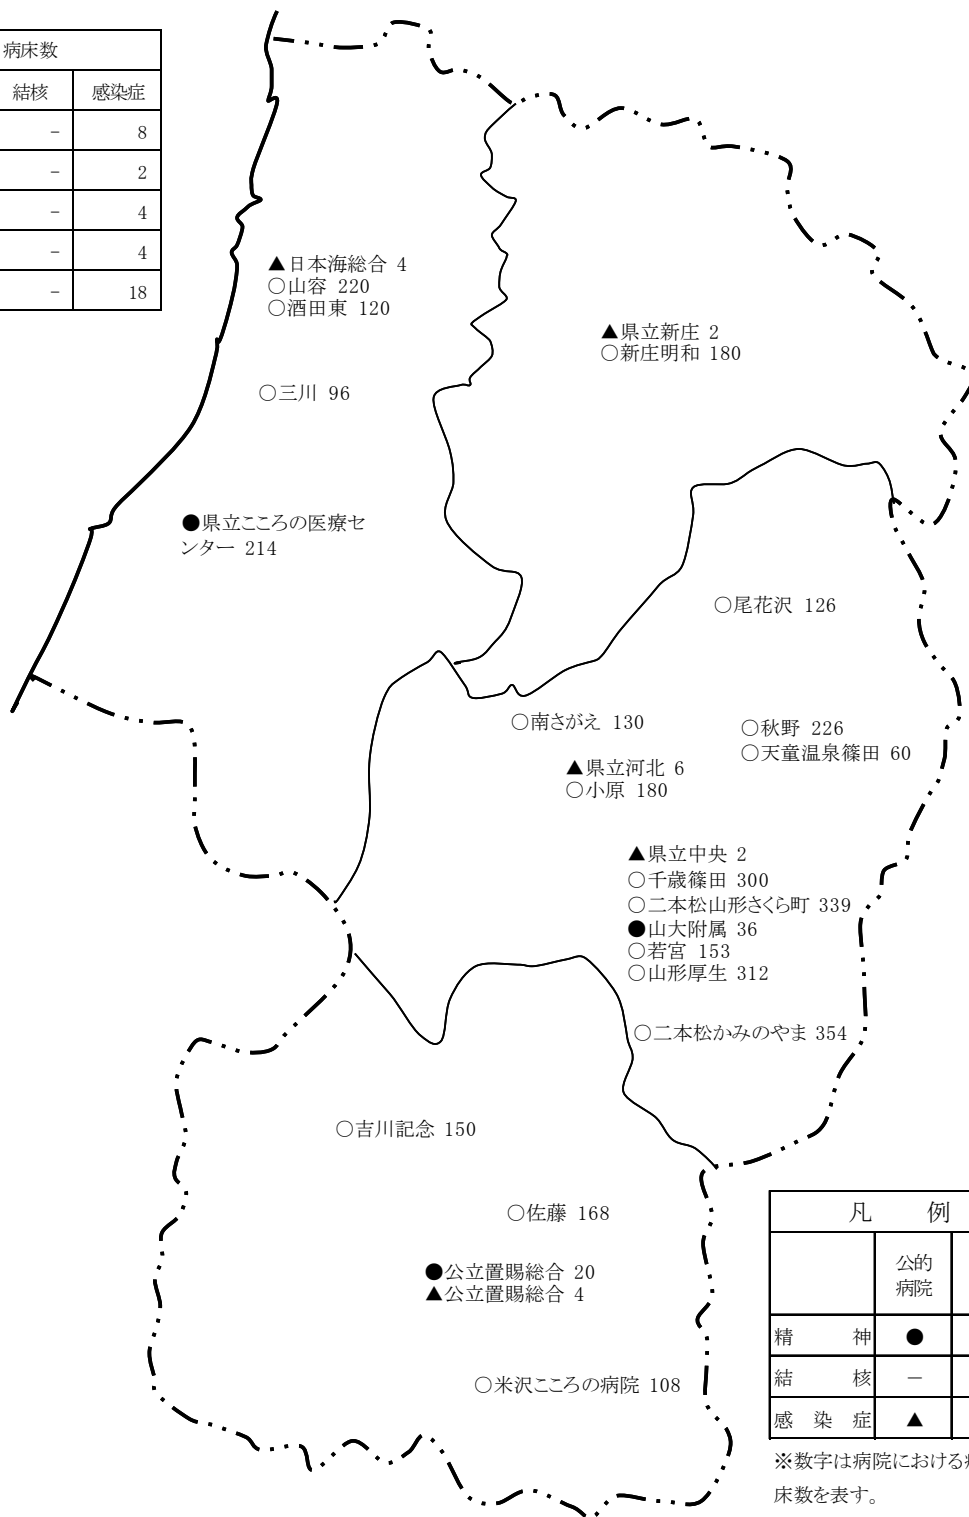 病床数
結核 感染症
- 8
- 2
- 4
- 4
- 18
▲日本海総合 4
○山容 220
○酒田東 120
▲県立新庄 2
○新庄明和 180
○三川 96
●県立こころの医療セ
ンター 214
○尾花沢 126
○南さがえ 130
○秋野 226
○天童温泉篠田 60
▲県立河北 6
○小原 180
▲県立中央 2
○千歳篠田 300
○二本松山形さくら町 339
●山大附属 36
○若宮 153
○山形厚生 312
○二本松かみのやま 354
○吉川記念 150
○佐藤 168
●公立置賜総合 20
▲公立置賜総合 4
○米沢こころの病院 108
凡 例
公的
病院
精 神 ●
結 核 －
感 染 症 ▲
※数字は病院における
床数を表す。